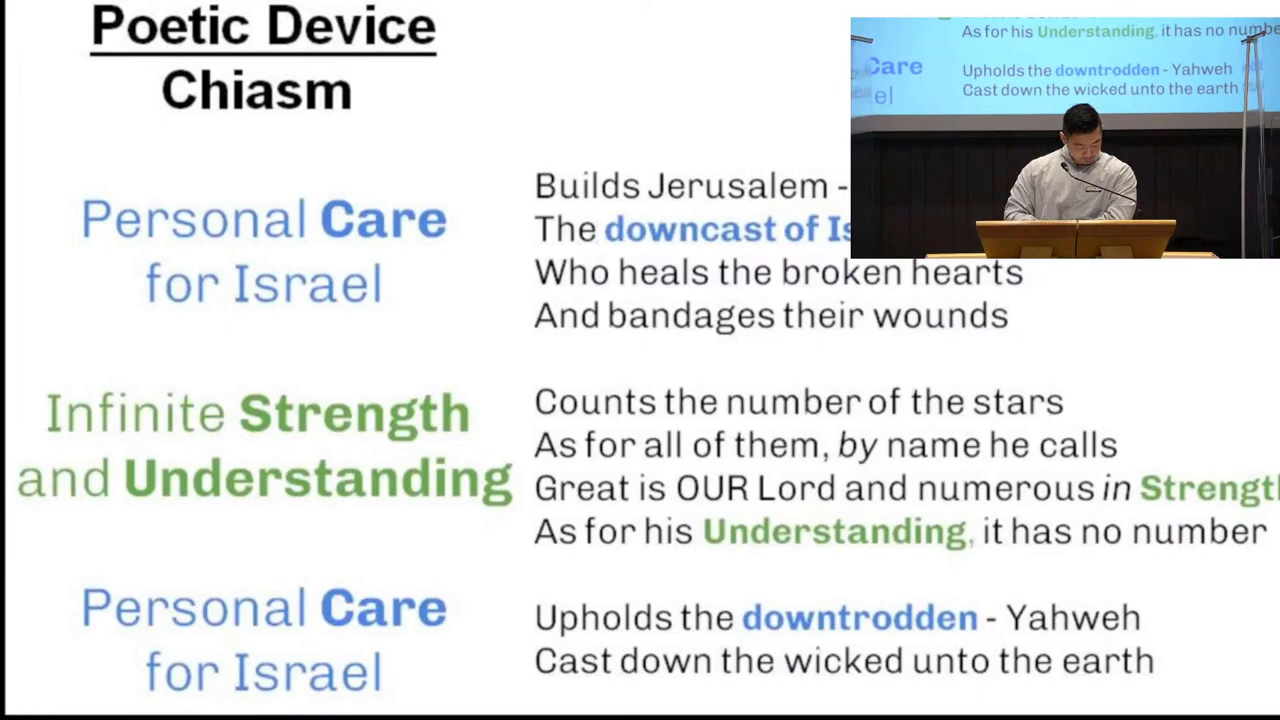 Poetic Device
Chiasm
Personal Care
for Israel
Builds Jerusalem -
The downcast of Is
Who heals the broken hearts
And bandages their wounds
Infinite Strength
and Understanding
Counts the number of the stars
As for all of them, by name he calls
Great is OUR Lord and numerous in Strengt
As for his Understanding, it has no number
Personal Care
for Israel
Upholds the downtrodden - Yahweh
Cast down the wicked unto the earth
As for his Understanding, it has no numbe
Care
el
Upholds the downtrodden - Yahweh
Cast down the wicked unto the earth